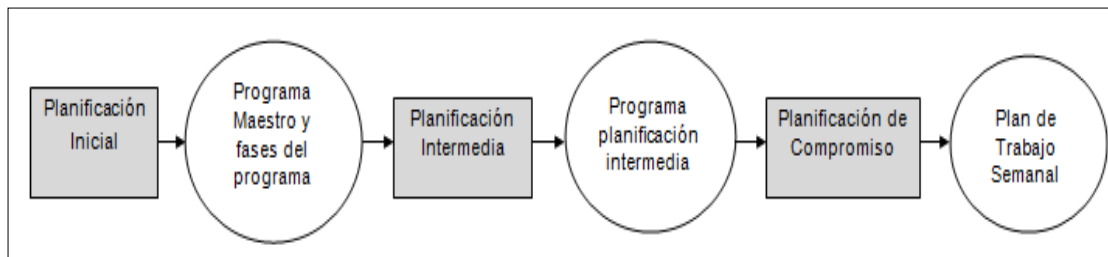 Planificación
Inicial
Programa
Maestro y
fases del
programa
Planificación
Intermedia
Programa
planificación
intermedia
Planificación de
Compromiso
Plan de
Trabajo
Semanal